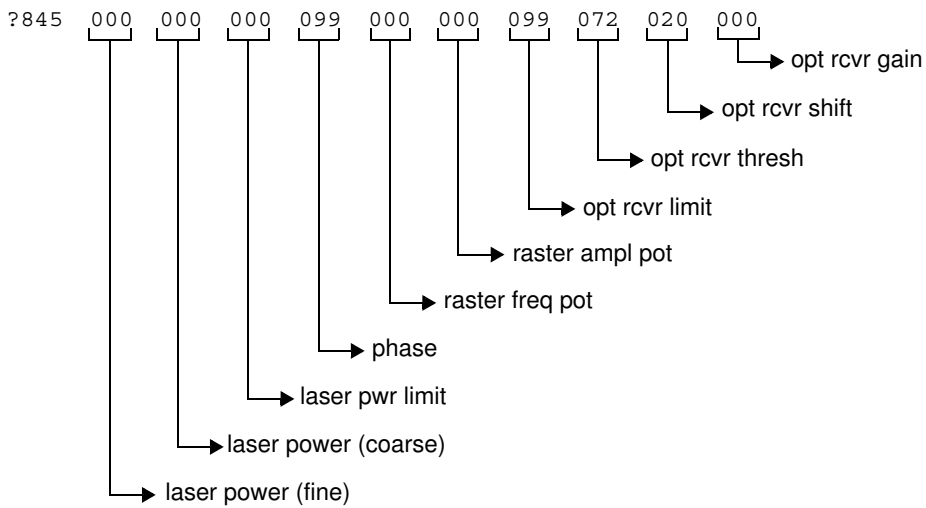 ?845 000 000 000 099 000 000 099 072 020 000
opt rcvr gain
opt rcvr shift
opt rcvr thresh
opt rcvr limit
raster ampl pot
raster freq pot
phase
laser pwr limit
laser power (coarse)
laser power (fine)